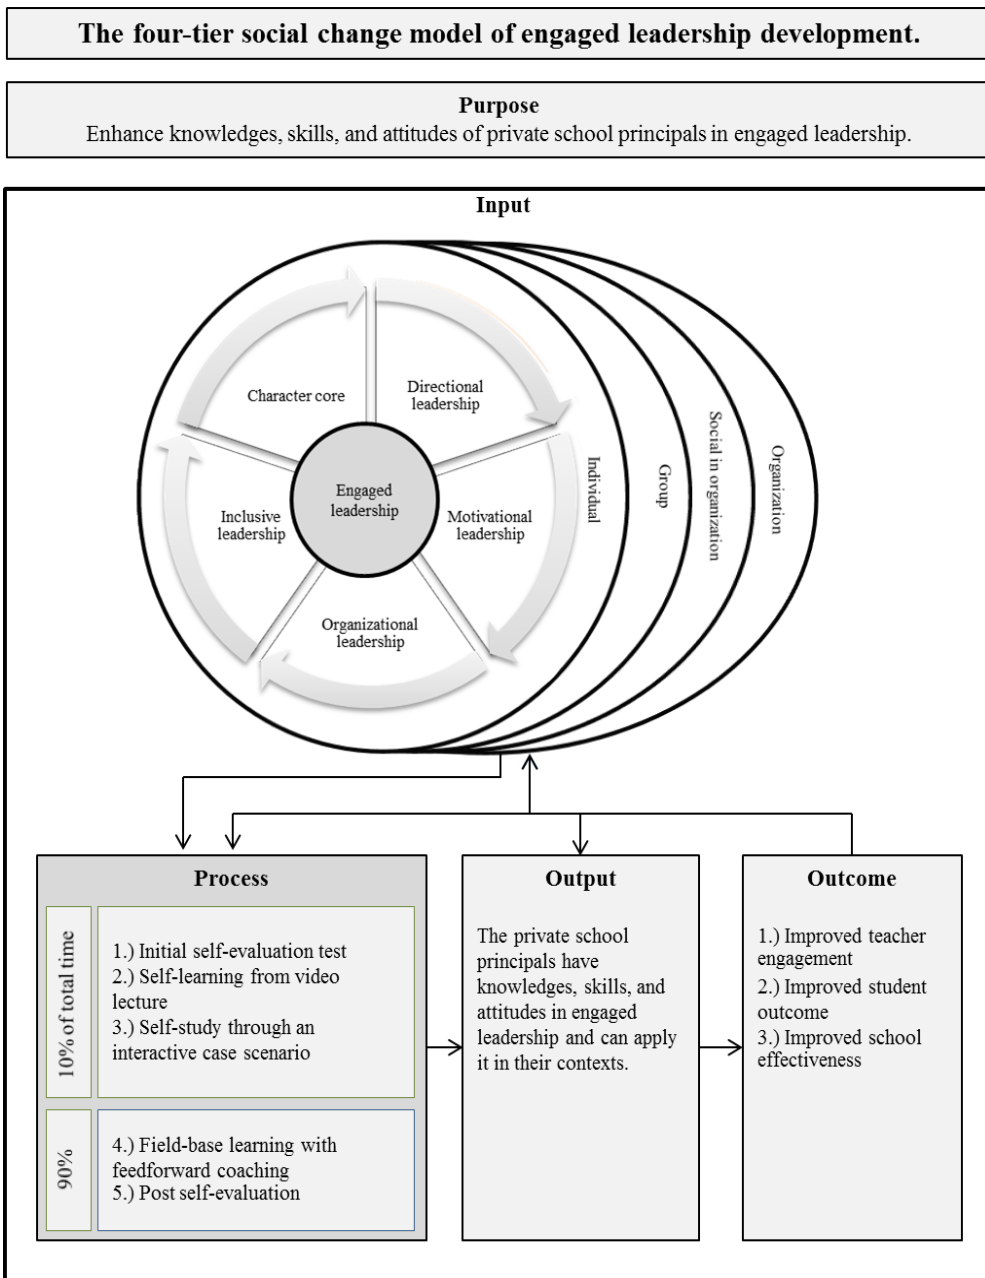 The four-tier social change model of engaged leadership development.
Purpose
Enhance knowledges, skills, and attitudes of private school principals in engaged leadership.
Input
Character core
Directional
leadership
Engaged
leadership
Inclusive
leadership
Motivational
leadership
Organizational
leadership
Individual
Group
Social in organization
Organization
Process
10% of total time
1.) Initial self-evaluation test
2.) Self-learning from video
lecture
3.) Self-study through an
interactive case scenario
90%
4.) Field-base learning with
feedforward coaching
5.) Post self-evaluation
Output
The private school
principals have
knowledges, skills, and
attitudes in engaged
leadership and can apply
it in their contexts.
Outcome
1.) Improved teacher
engagement
2.) Improved student
outcome
3.) Improved school
effectiveness